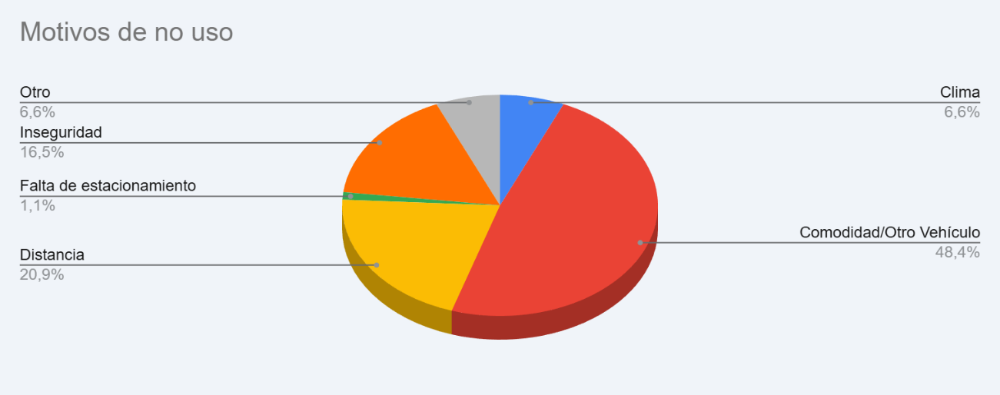 Motivos de no uso
Otro
6,6%
Inseguridad
16,5%
Falta de estacionamiento
1,1%
Distancia
20,9%
Clima
6,6%
Comodidad/Otro Vehículo
48,4%